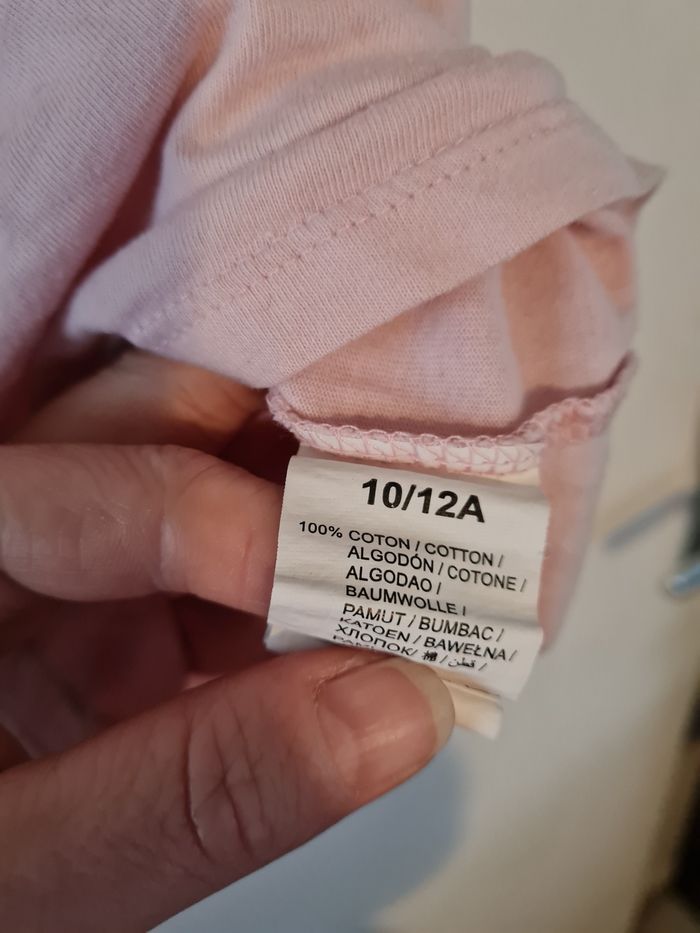 10/12A
100% COTON / COTTON /
ALGODÓN / COTONE /
ALGODAO /
BAUMWOLLE /
PAMUT / BUMBAC /
KATOEN / BAWEŁNA /
ХЛОПОК / 棉 / قطن /